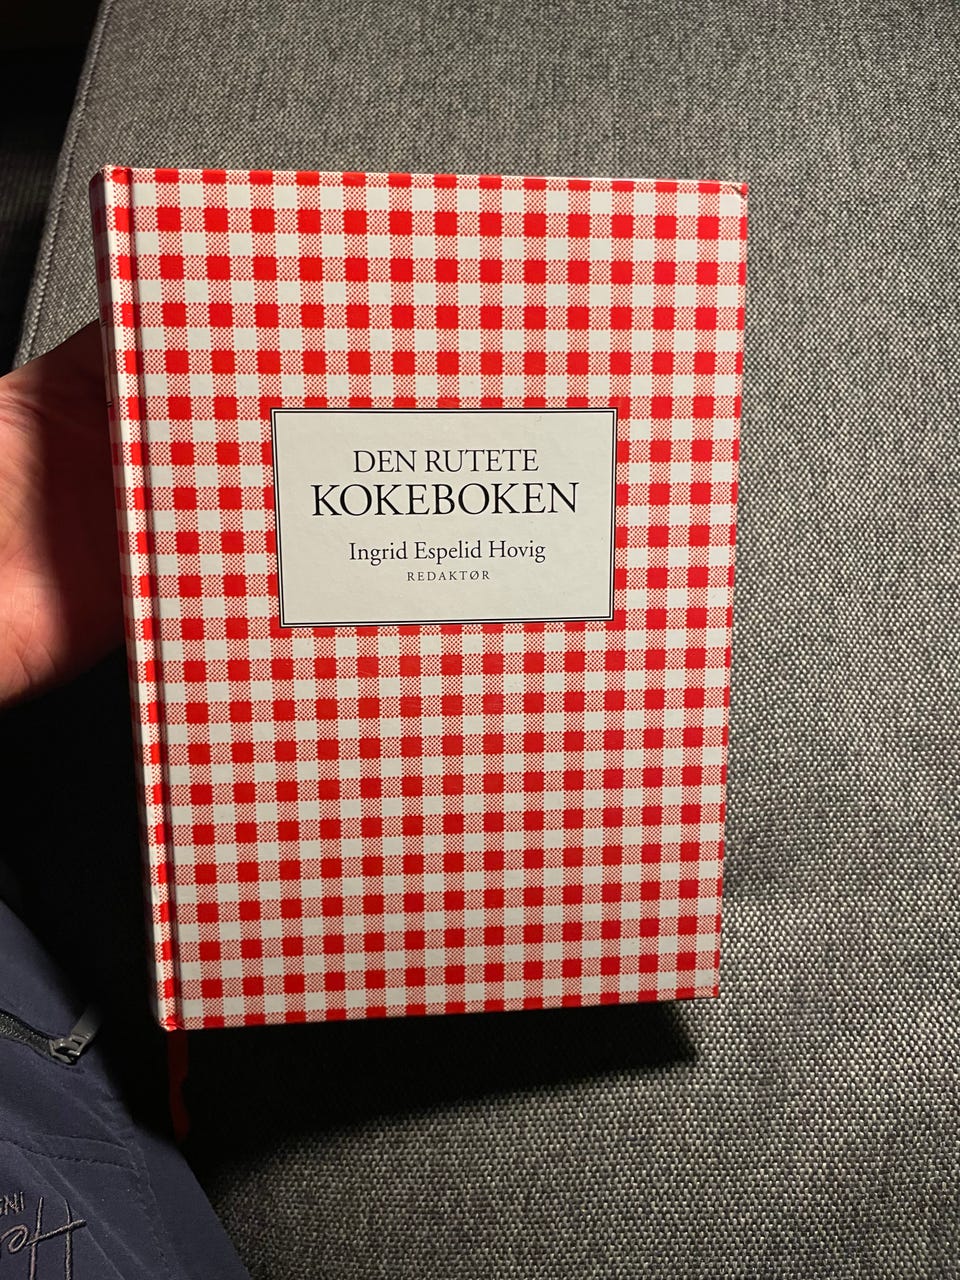 DEN RUTETE
KOKEBOKEN
Ingrid Espelid Hovig
REDAKTØR